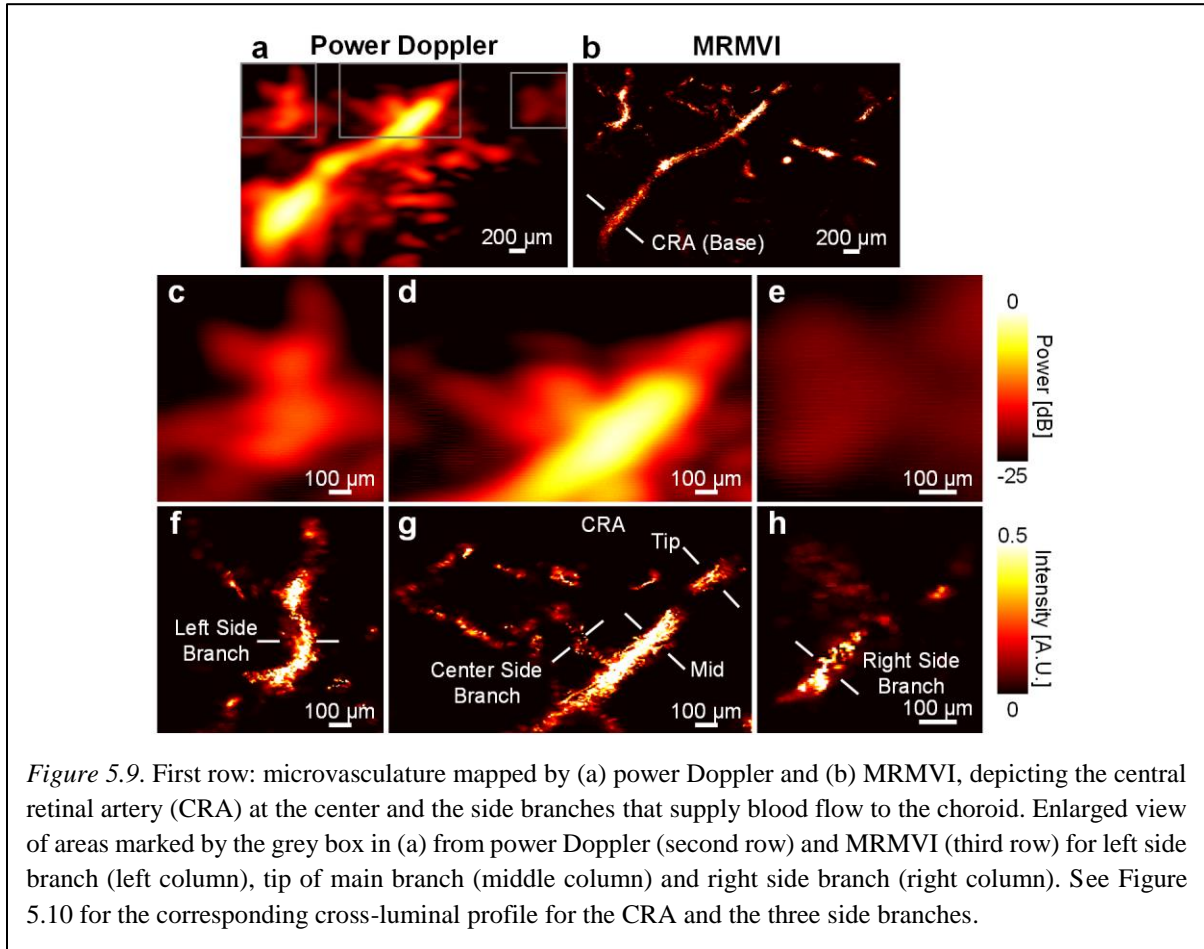 a Power Doppler
b MRMVI
200 µm
CRA (Base)
200 µm
c
d
e
100 µm
100 µm
100 µm
0
Power [dB]
-25
f
g
h
CRA
Tip
Left Side
Branch
Center Side
Branch
Mid
Right Side
Branch
100 µm
100 µm
100 µm
0.5
Intensity [A.U.]
0
Figure 5.9. First row: microvasculature mapped by (a) power Doppler and (b) MRMVI, depicting the central
retinal artery (CRA) at the center and the side branches that supply blood flow to the choroid. Enlarged view
of areas marked by the grey box in (a) from power Doppler (second row) and MRMVI (third row) for left side
branch (left column), tip of main branch (middle column) and right side branch (right column). See Figure
5.10 for the corresponding cross-luminal profile for the CRA and the three side branches.